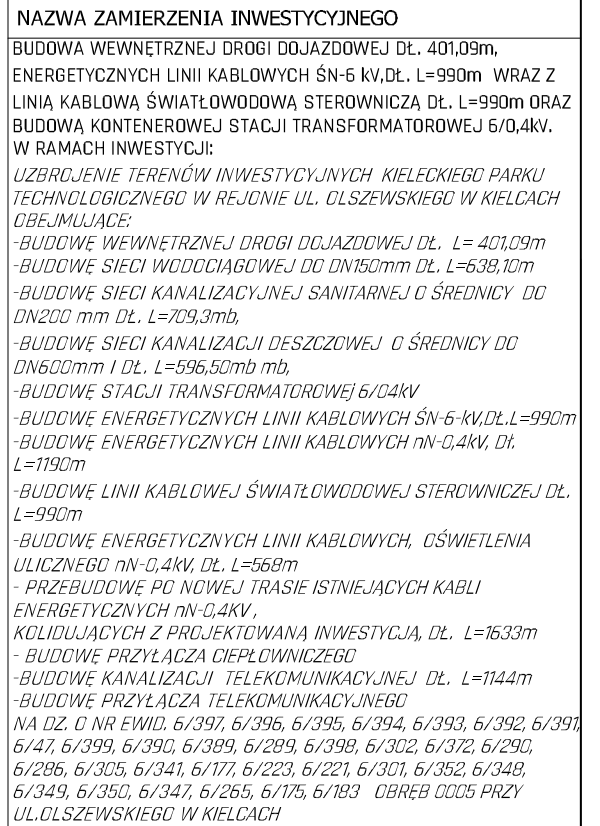 NAZWA ZAMIERZENIA INWESTYCYJNEGO
BUDOWA WEWNĘTRZNEJ DROGI DOJAZDOWEJ DŁ. 401,09m,
ENERGETYCZNYCH LINII KABLOWYCH ŚN-6 kV,DŁ. L=990m WRAZ Z
LINIĄ KABLOWĄ ŚWIATŁOWODOWĄ STEROWNICZĄ DŁ. L=990m ORAZ
BUDOWĄ KONTENEROWEJ STACJI TRANSFORMATOROWEJ 6/0,4kV.
W RAMACH INWESTYCJI:
UZBROJENIE TERENÓW INWESTYCYJNYCH KIELECKIEGO PARKU
TECHNOLOGICZNEGO W REJONIE UL. OLSZEWSKIEGO W KIELCACH
OBEJMUJĄCE:
-BUDOWĘ WEWNĘTRZNEJ DROGI DOJAZDOWEJ DŁ. L= 401,09m
-BUDOWĘ SIECI WODOCIĄGOWEJ DO DN150mm DŁ. L=638,10m
-BUDOWĘ SIECI KANALIZACYJNEJ SANITARNEJ O ŚREDNICY DO
DN200 mm DŁ. L=709,3mb,
-BUDOWĘ SIECI KANALIZACJI DESZCZOWEJ O ŚREDNICY DO
DN600mm I DŁ. L=596,50mb mb,
-BUDOWĘ STACJI TRANSFORMATOROWEj 6/04kV
-BUDOWĘ ENERGETYCZNYCH LINII KABLOWYCH ŚN-6-kV,DŁ.L=990m
-BUDOWĘ ENERGETYCZNYCH LINII KABLOWYCH nN-0,4kV, Dł.
L=1190m
-BUDOWĘ LINII KABLOWEJ ŚWIATŁOWODOWEJ STEROWNICZEJ DŁ.
L=990m
-BUDOWĘ ENERGETYCZNYCH LINII KABLOWYCH, OŚWIETLENIA
ULICZNEGO nN-0,4kV, DŁ. L=568m
- PRZEBUDOWĘ PO NOWEJ TRASIE ISTNIEJĄCYCH KABLI
ENERGETYCZNYCH nN-0,4KV ,
KOLIDUJĄCYCH Z PROJEKTOWANĄ INWESTYCJĄ, DŁ. L=1633m
- BUDOWĘ PRZYŁĄCZA CIEPŁOWNICZEGO
-BUDOWĘ KANALIZACJI TELEKOMUNIKACYJNEJ DŁ. L=1144m
-BUDOWĘ PRZYŁĄCZA TELEKOMUNIKACYJNEGO
NA DZ. O NR EWID. 6/397, 6/396, 6/395, 6/394, 6/393, 6/392, 6/391,
6/47, 6/399, 6/390, 6/389, 6/289, 6/398, 6/302, 6/372, 6/290,
6/286, 6/305, 6/341, 6/177, 6/223, 6/221, 6/301, 6/352, 6/348,
6/349, 6/350, 6/347, 6/265, 6/175, 6/183 OBRĘB 0005 PRZY
UL.OLSZEWSKIEGO W KIELCACH